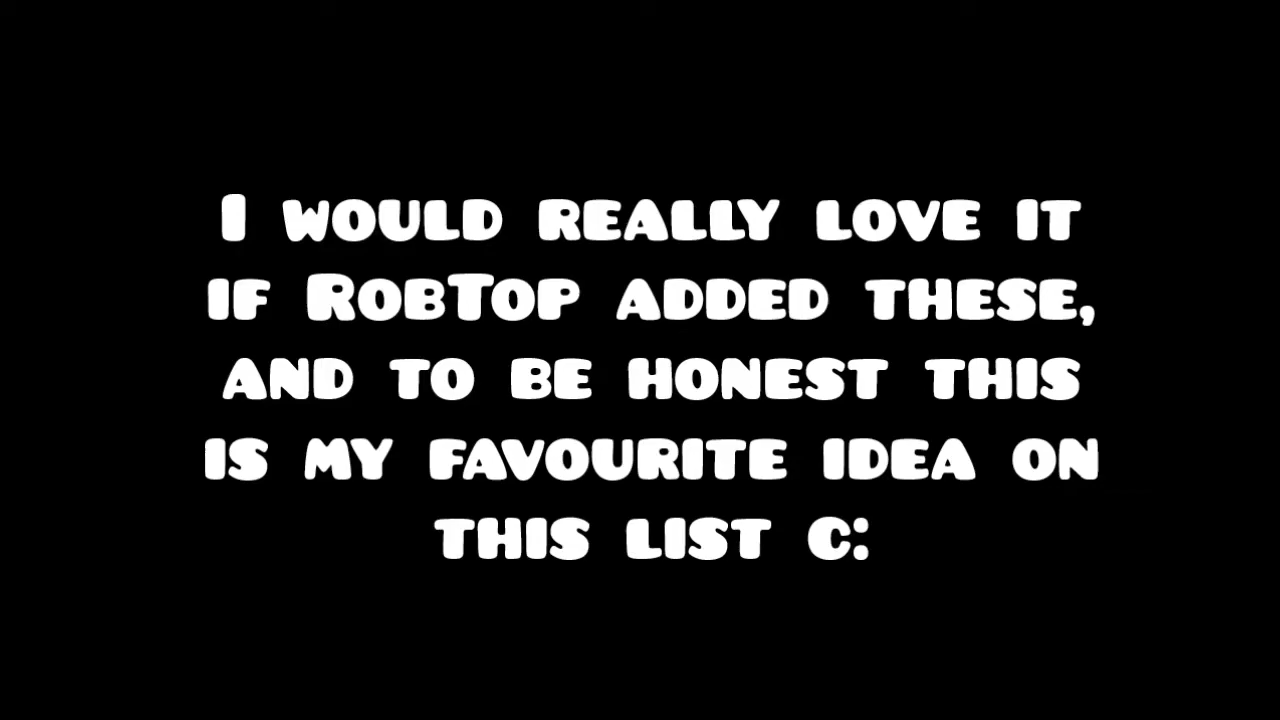 I would really love it
if RobTop added these,
and to be honest this
is my favourite idea on
this list c: